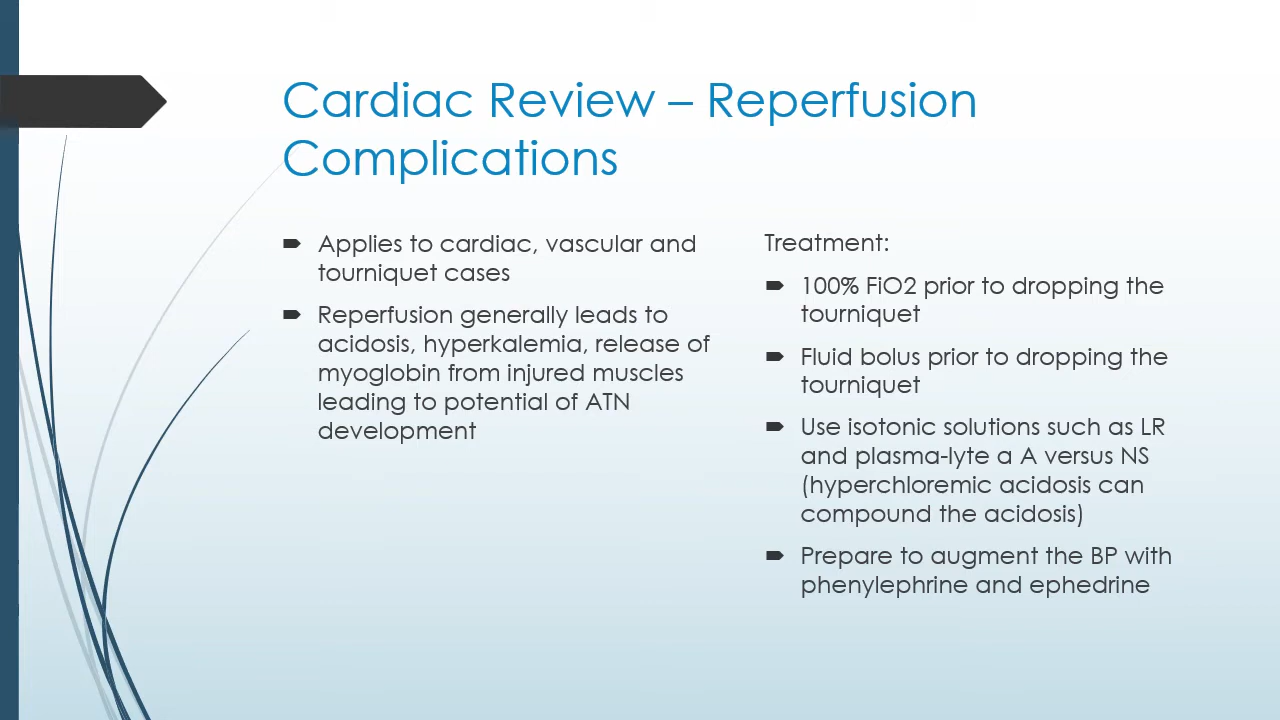 Cardiac Review – Reperfusion
Complications
Applies to cardiac, vascular and
tourniquet cases
Reperfusion generally leads to
acidosis, hyperkalemia, release of
myoglobin from injured muscles
leading to potential of ATN
development
Treatment:
100% FiO2 prior to dropping the
tourniquet
Fluid bolus prior to dropping the
tourniquet
Use isotonic solutions such as LR
and plasma-lyte a A versus NS
(hyperchloremic acidosis can
compound the acidosis)
Prepare to augment the BP with
phenylephrine and ephedrine